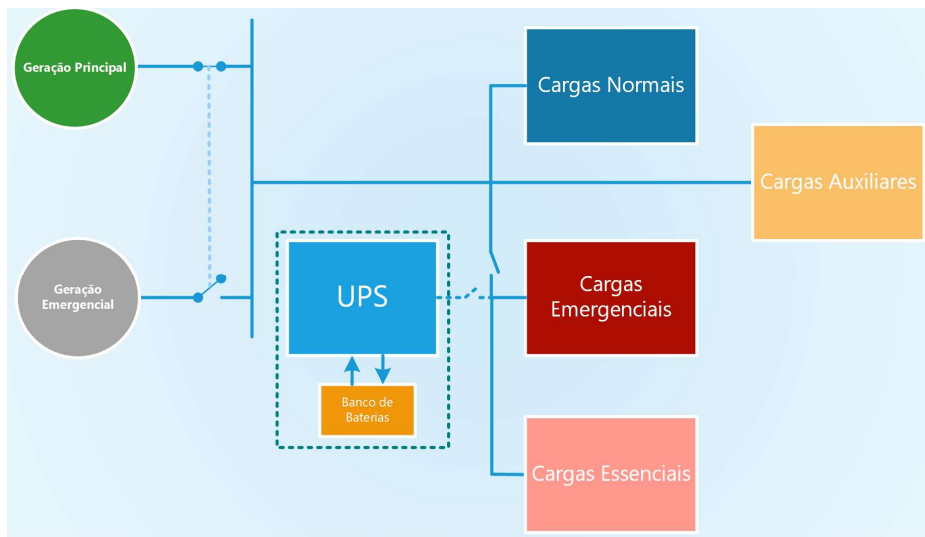 Geração Principal
Cargas Normais
Cargas Auxiliares
Geração
Emergencial
UPS
Cargas
Emergenciais
Banco de
Baterias
Cargas Essenciais